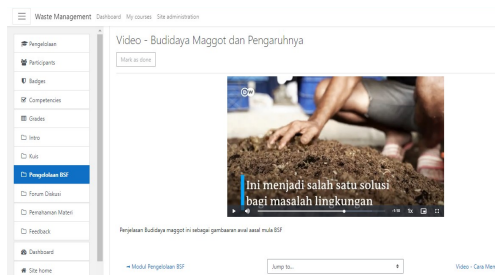 Waste Management
Dashboard My courses Site administration
Pengelolaan
Participants
Badges
Competencies
Grades
Intro
Kuis
Pengelolaan BSF
Forum Diskusi
Pemahaman Materi
Feedback
Dashboard
Site home
Video - Budidaya Maggot dan Pengaruhnya
Mark as done
DW
Ini menjadi salah satu solusi
bagi masalah lingkungan
1x
Penjelasan Budidaya maggot ini sebagai gambaaran awal aasal mula BSF
Modul Pengelolaan BSF
Jump to...
Video - Cara Men